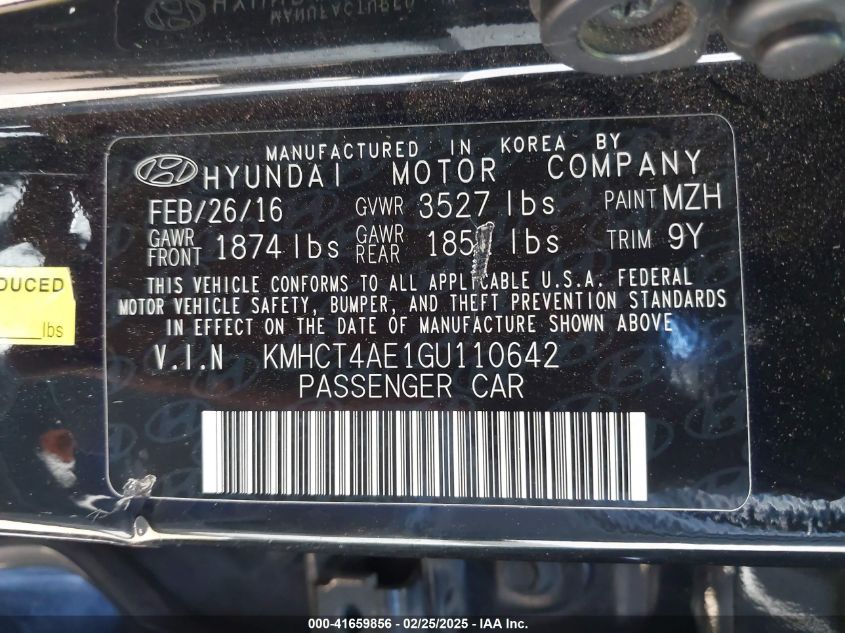 MANUFACTURED IN KOREA BY
HYUNDAI MOTOR COMPANY
FEB/26/16 GVWR 3527 lbs PAINT MZH
GAWR FRONT 1874 lbs GAWR REAR lbs TRIM 9Y
THIS VEHICLE CONFORMS TO ALL APPLICABLE U.S.A. FEDERAL
MOTOR VEHICLE SAFETY, BUMPER, AND THEFT PREVENTION STANDARDS
IN EFFECT ON THE DATE OF MANUFACTURE SHOWN ABOVE
V.I.N KMHCT4AE1GU110642
PASSENGER CAR
DUCED
lbs
000-41659856 - 02/25/2025 - IAA Inc.